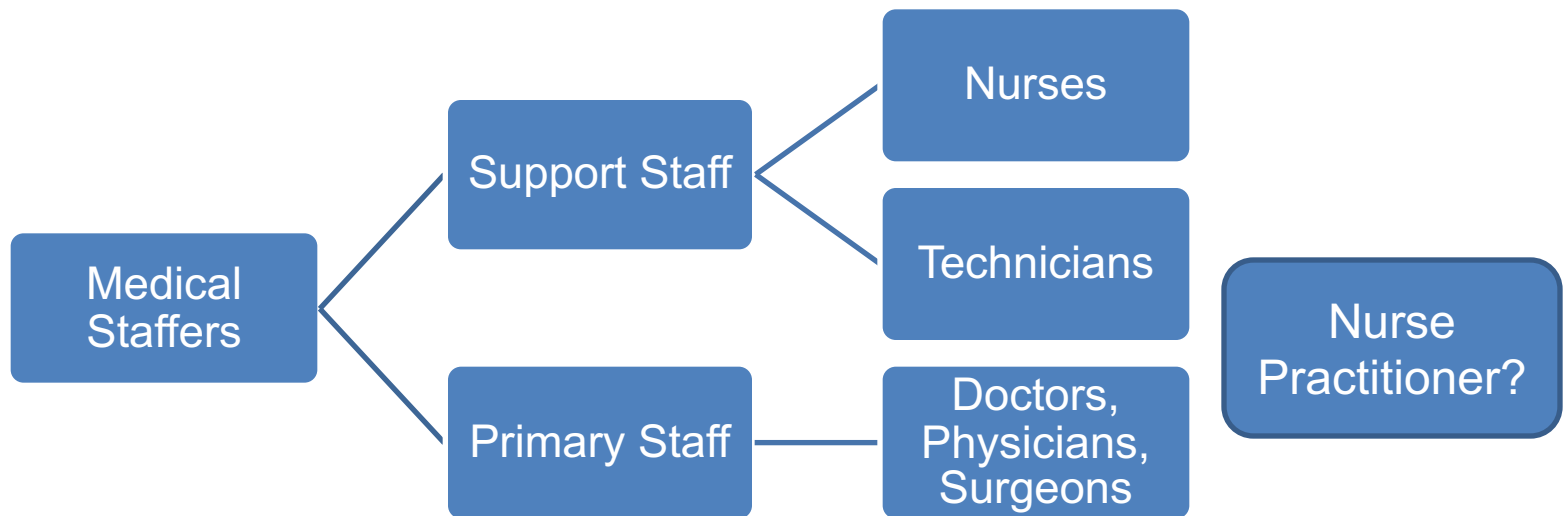 Medical
Staffers
Support Staff
Primary Staff
Nurses
Technicians
Doctors,
Physicians,
Surgeons
Nurse
Practitioner?